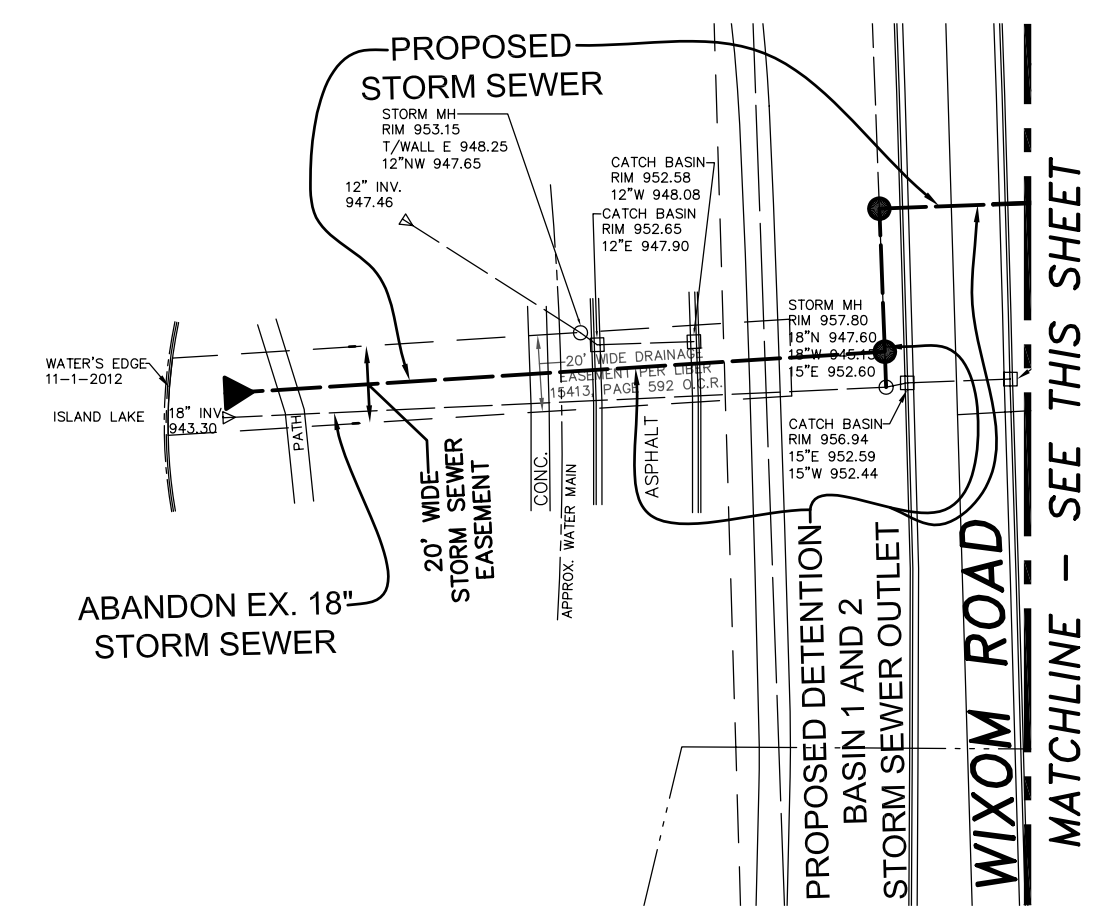 PROPOSED
STORM SEWER
STORM MH
RIM 953.15
T/WALL E 948.25
12"NW 947.65
12" INV.
947.46
CATCH BASIN
RIM 952.58
12"W 948.08
CATCH BASIN
RIM 952.65
12"E 947.90
STORM MH
RIM 957.80
18"N 947.60
18"W 945.15
15"E 952.60
20' WIDE DRAINAGE
EASEMENT PER LIBER
15413, PAGE 592 O.C.R.
WATER'S EDGE
11-1-2012
ISLAND LAKE
18" INV
943.30
PATH
CATCH BASIN
RIM 956.94
15"E 952.59
15"W 952.44
20' WIDE
STORM SEWER
EASEMENT
CONC.
APPROX. WATER MAIN
ASPHALT
ABANDON EX. 18"
STORM SEWER
PROPOSED DETENTION
BASIN 1 AND 2
STORM SEWER OUTLET
WIXOM ROAD
MATCHLINE - SEE THIS SHEET